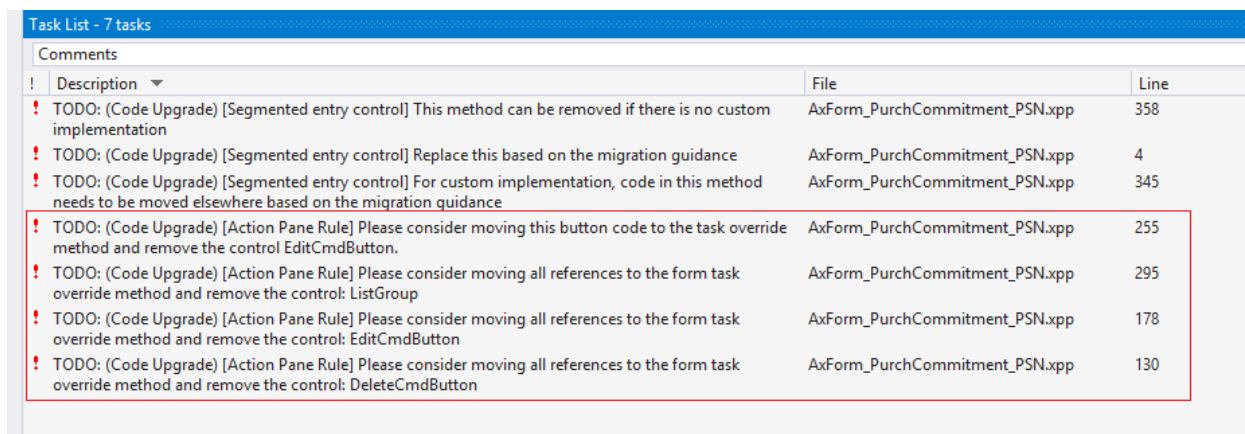 Task List - 7 tasks
Comments
! Description File Line
! TODO: (Code Upgrade) [Segmented entry control] This method can be removed if there is no custom AxForm_PurchCommitment_PSN.xpp 358
implementation
! TODO: (Code Upgrade) [Segmented entry control] Replace this based on the migration guidance AxForm_PurchCommitment_PSN.xpp 4
! TODO: (Code Upgrade) [Segmented entry control] For custom implementation, code in this method AxForm_PurchCommitment_PSN.xpp 345
needs to be moved elsewhere based on the migration guidance
! TODO: (Code Upgrade) [Action Pane Rule] Please consider moving this button code to the task override AxForm_PurchCommitment_PSN.xpp 255
method and remove the control EditCmdButton.
! TODO: (Code Upgrade) [Action Pane Rule] Please consider moving all references to the form task AxForm_PurchCommitment_PSN.xpp 295
override method and remove the control: ListGroup
! TODO: (Code Upgrade) [Action Pane Rule] Please consider moving all references to the form task AxForm_PurchCommitment_PSN.xpp 178
override method and remove the control: EditCmdButton
! TODO: (Code Upgrade) [Action Pane Rule] Please consider moving all references to the form task AxForm_PurchCommitment_PSN.xpp 130
override method and remove the control: DeleteCmdButton